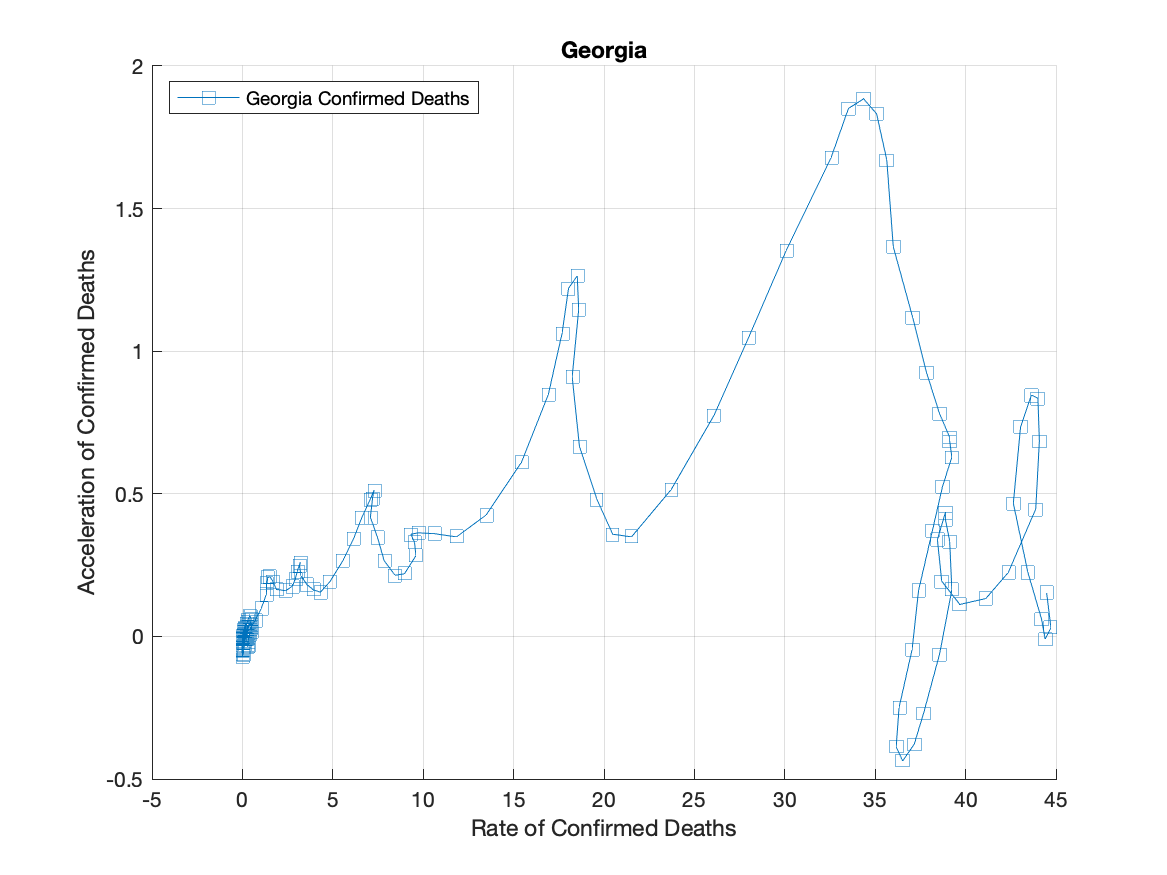 Georgia
Georgia Confirmed Deaths
2
1.5
1
0.5
0
-0.5
Acceleration of Confirmed Deaths
-5 0 5 10 15 20 25 30 35 40 45
Rate of Confirmed Deaths